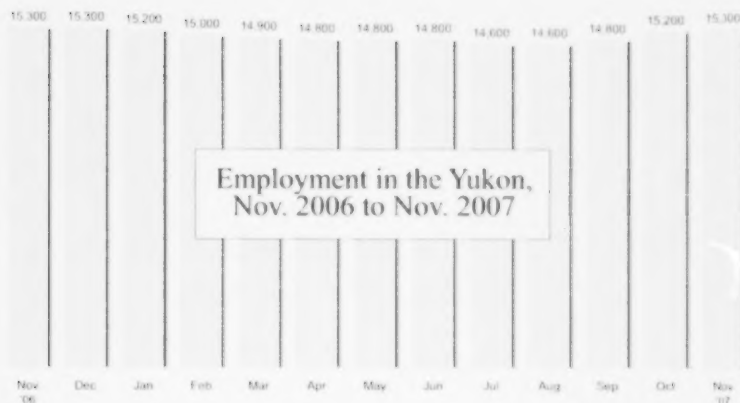 15,300 15,300 15,200 15,000 14,900 14,800 14,800 14,800 14,600 14,600 14,800 15,200 15,300
Employment in the Yukon,
Nov. 2006 to Nov. 2007
Nov Dec Jan Feb Mar Apr May Jun Jul Aug Sep Oct Nov
'06 '07